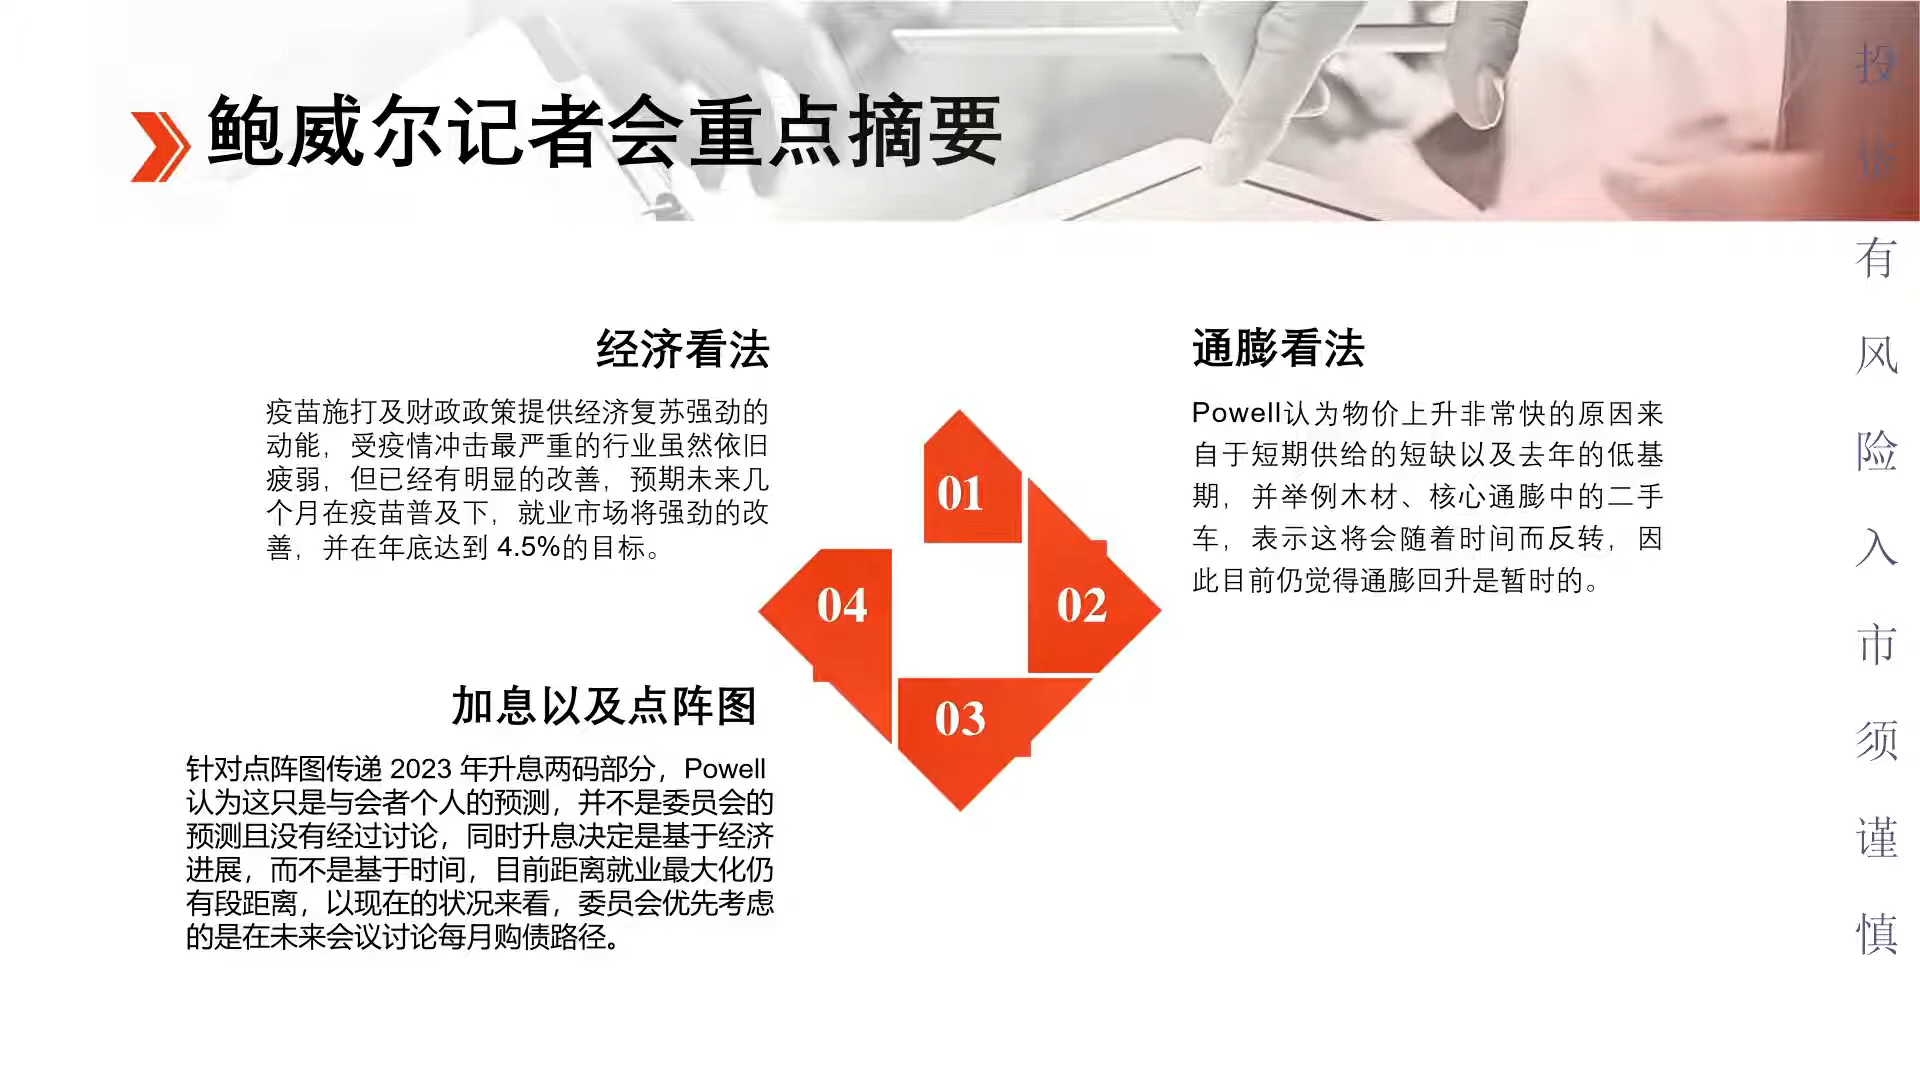 鲍威尔记者会重点摘要
经济看法
疫苗施打及财政政策提供经济复苏强劲的
动能，受疫情冲击最严重的行业虽然依旧
疲弱，但已经有明显的改善，预期未来几
个月在疫苗普及下，就业市场将强劲的改
善，并在年底达到 4.5%的目标。
通膨看法
Powell认为物价上升非常快的原因来
自于短期供给的短缺以及去年的低基
期，并举例木材、核心通膨中的二手
车，表示这将会随着时间而反转，因
此目前仍觉得通膨回升是暂时的。
01
02
03
04
加息以及点阵图
针对点阵图传递 2023 年升息两码部分，Powell
认为这只是与会者个人的预测，并不是委员会的
预测且没有经过讨论，同时升息决定是基于经济
进展，而不是基于时间，目前距离就业最大化仍
有段距离，以现在的状况来看，委员会优先考虑
的是在未来会议讨论每月购债路径。
投资有风险入市须谨慎